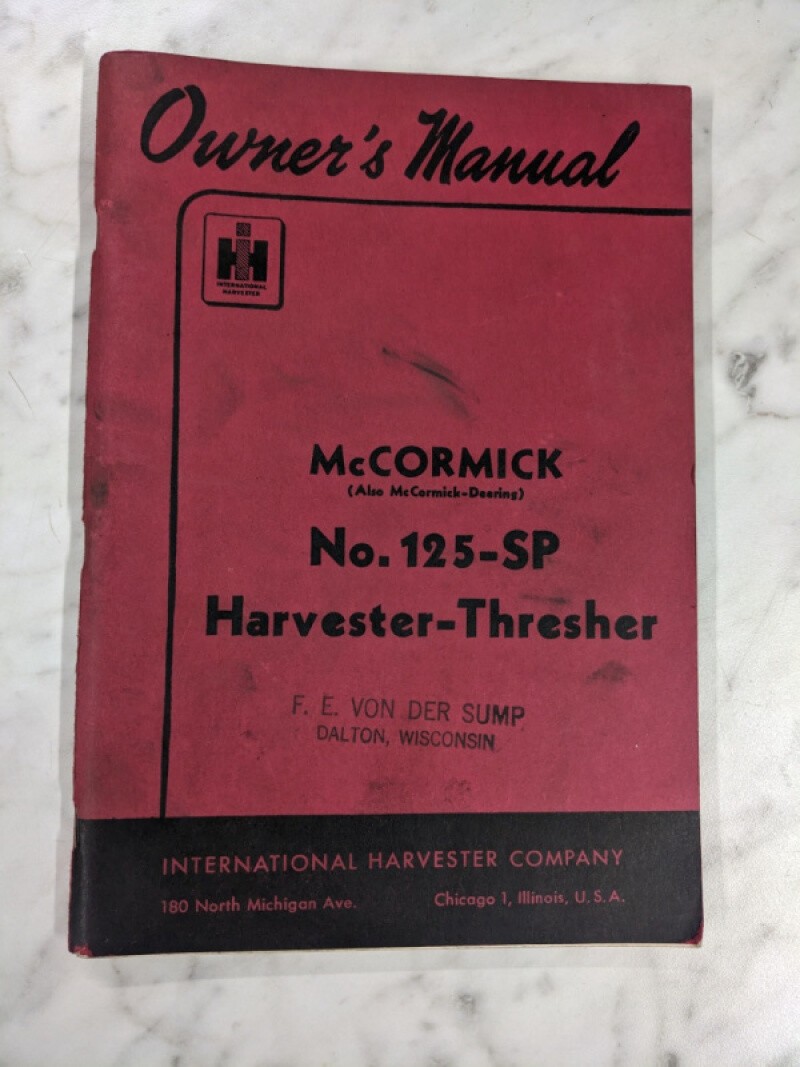 Owner's Manual
IH
INTERNATIONAL
HARVESTER
McCORMICK
(Also McCormick-Deering)
No. 125-SP
Harvester-Thresher
F. E. VON DER SUMP
DALTON, WISCONSIN
INTERNATIONAL HARVESTER COMPANY
180 North Michigan Ave. Chicago 1, Illinois, U.S.A.